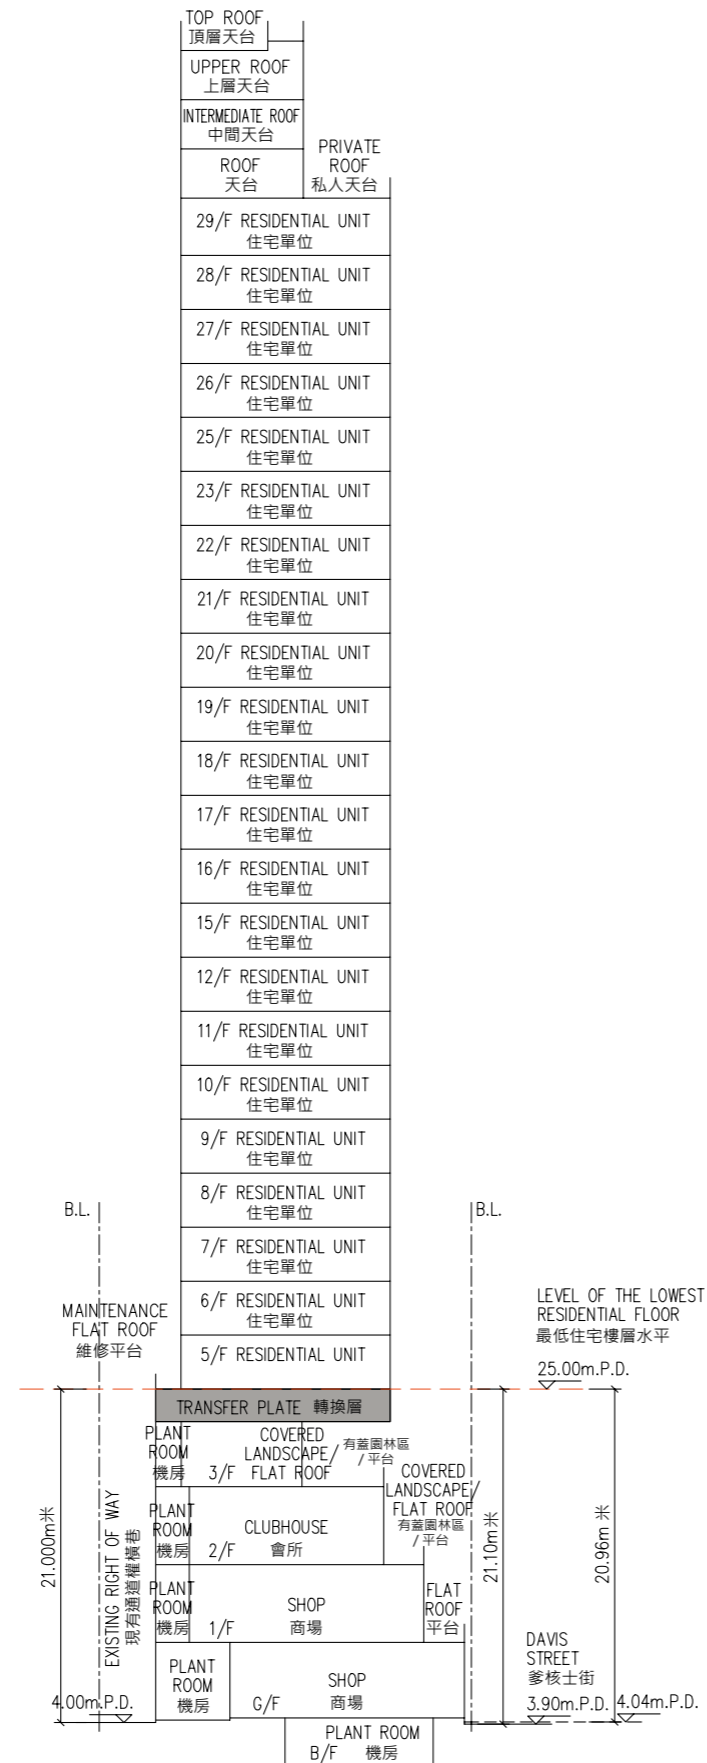 TOP ROOF
頂層天台
UPPER ROOF
上層天台
INTERMEDIATE ROOF
中間天台
PRIVATE
ROOF
私人天台
ROOF
天台
29/F RESIDENTIAL UNIT
住宅單位
28/F RESIDENTIAL UNIT
住宅單位
27/F RESIDENTIAL UNIT
住宅單位
26/F RESIDENTIAL UNIT
住宅單位
25/F RESIDENTIAL UNIT
住宅單位
23/F RESIDENTIAL UNIT
住宅單位
22/F RESIDENTIAL UNIT
住宅單位
21/F RESIDENTIAL UNIT
住宅單位
20/F RESIDENTIAL UNIT
住宅單位
19/F RESIDENTIAL UNIT
住宅單位
18/F RESIDENTIAL UNIT
住宅單位
17/F RESIDENTIAL UNIT
住宅單位
16/F RESIDENTIAL UNIT
住宅單位
15/F RESIDENTIAL UNIT
住宅單位
12/F RESIDENTIAL UNIT
住宅單位
11/F RESIDENTIAL UNIT
住宅單位
10/F RESIDENTIAL UNIT
住宅單位
9/F RESIDENTIAL UNIT
住宅單位
8/F RESIDENTIAL UNIT
住宅單位
B.L.
B.L.
7/F RESIDENTIAL UNIT
住宅單位
6/F RESIDENTIAL UNIT
住宅單位
5/F RESIDENTIAL UNIT
MAINTENANCE
FLAT ROOF
維修平台
LEVEL OF THE LOWEST
RESIDENTIAL FLOOR
最低住宅樓層水平
25.00m.P.D.
TRANSFER PLATE 轉換層
PLANT
ROOM
機房
3/F
COVERED
LANDSCAPE/
FLAT ROOF
有蓋園林區
/平台
PLANT
ROOM
機房
2/F
CLUBHOUSE
會所
COVERED
LANDSCAPE/
FLAT ROOF
有蓋園林區
/平台
PLANT
ROOM
機房
1/F
SHOP
商場
FLAT
ROOF
平台
PLANT
ROOM
機房
G/F
SHOP
商場
PLANT ROOM
B/F 機房
21.000m米
EXISTING RIGHT OF WAY
現有通道權橫巷
4.00m.P.D.
21.10m米
20.96m 米
DAVIS
STREET
爹核士街
3.90m.P.D.
4.04m.P.D.